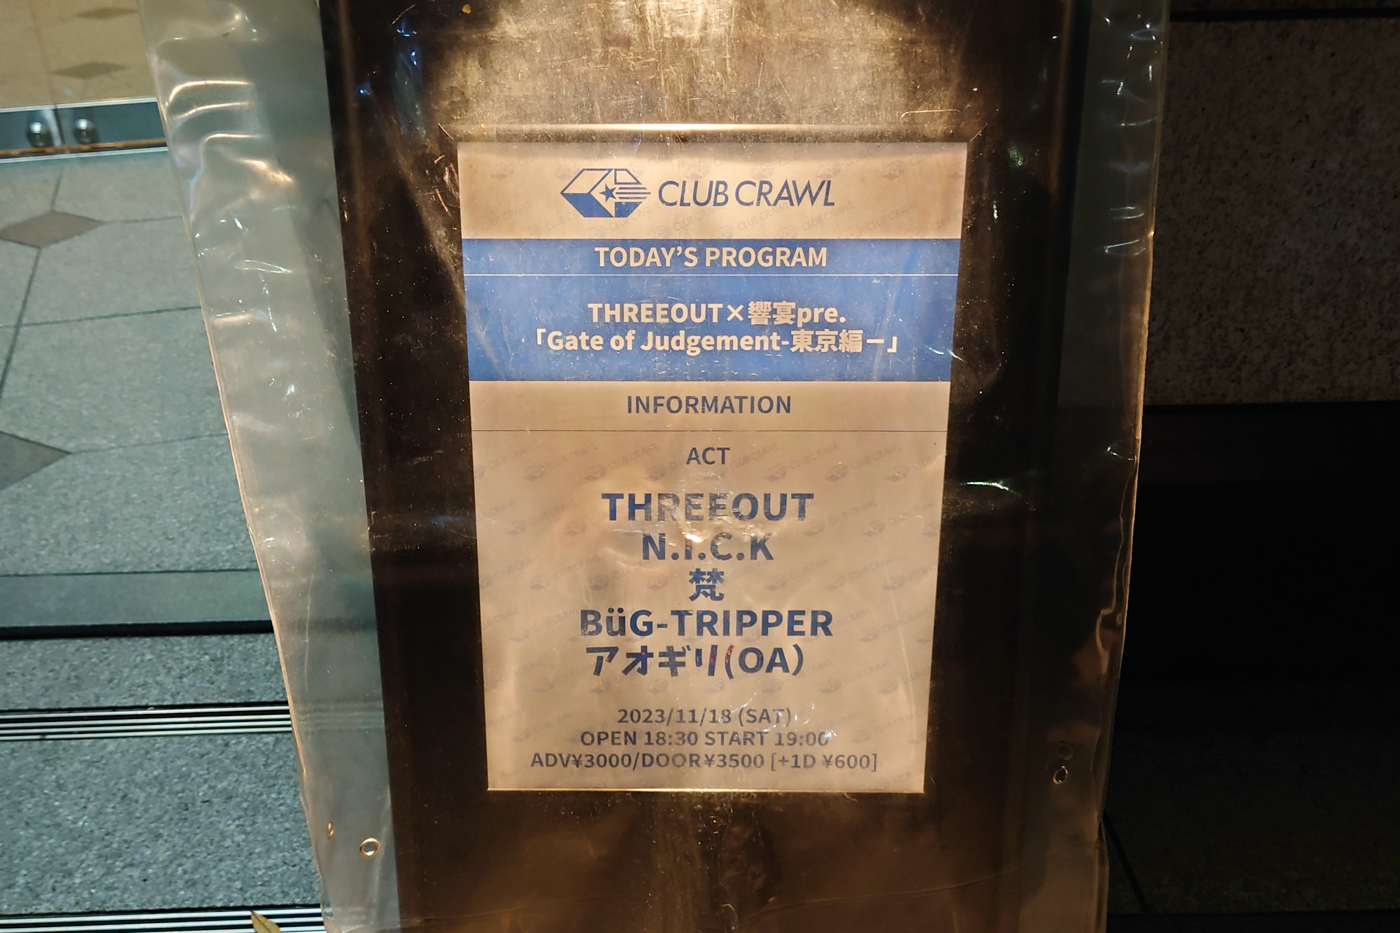 CLUB CRAWL
TODAY'S PROGRAM
THREEOUT×響宴pre.
「Gate of Judgement-東京編ー」
INFORMATION
ACT
THREEOUT
N.I.C.K
梵
BüG-TRIPPER
アオギリ(OA)
2023/11/18 (SAT)
OPEN 18:30 START 19:00
ADV¥3000/DOOR¥3500 [+1D ¥600]